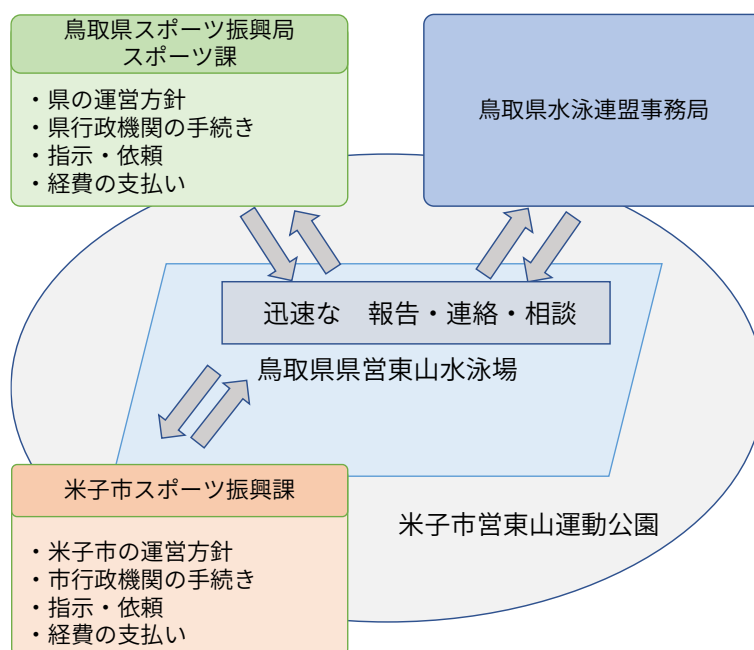 鳥取県スポーツ振興局
スポーツ課
・県の運営方針
・県行政機関の手続き
・指示・依頼
・経費の支払い
鳥取県水泳連盟事務局
迅速な　報告・連絡・相談
鳥取県県営東山水泳場
米子市スポーツ振興課
・米子市の運営方針
・市行政機関の手続き
・指示・依頼
・経費の支払い
米子市営東山運動公園